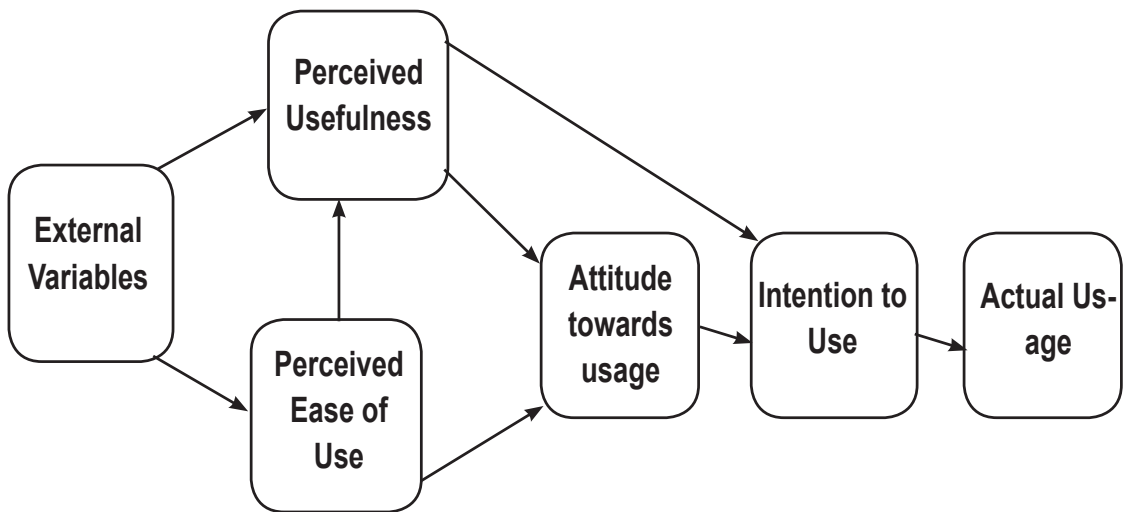 External
Variables
Perceived
Usefulness
Perceived
Ease of
Use
Attitude
towards
usage
Intention to
Use
Actual Us-
age